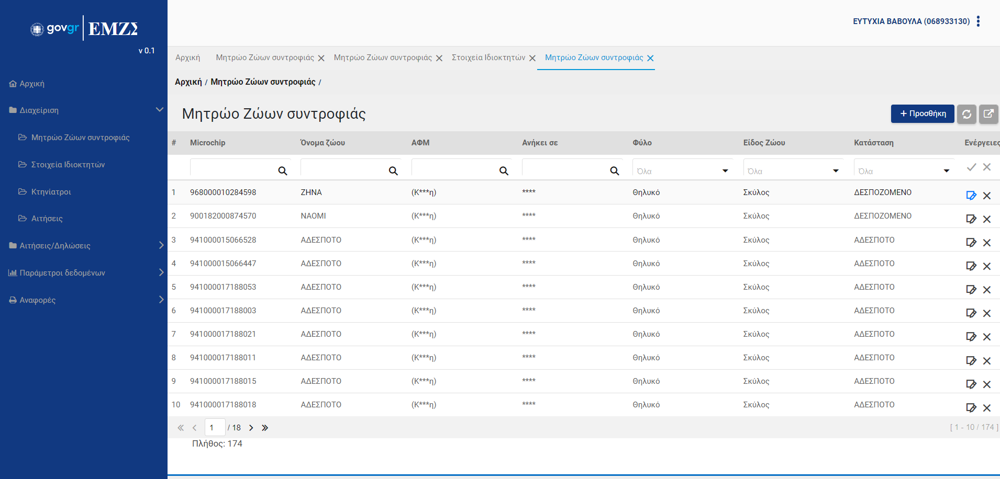 govgr ΕΜΖΣ
v 0.1
ΕΥΤΥΧΙΑ ΒΑΒΟΥΛΑ (068933130)
Αρχική
Διαχείριση
Μητρώο Ζώων συντροφιάς
Στοιχεία Ιδιοκτητών
Κτηνίατροι
Αιτήσεις
Αιτήσεις/Δηλώσεις
Παράμετροι δεδομένων
Αναφορές
Αρχική Μητρώο Ζώων συντροφιάς Μητρώο Ζώων συντροφιάς Στοιχεία Ιδιοκτητών Μητρώο Ζώων συντροφιάς
Αρχική / Μητρώο Ζώων συντροφιάς /
Μητρώο Ζώων συντροφιάς
+ Προσθήκη
# Microchip Όνομα ζώου ΑΦΜ Ανήκει σε Φύλο Είδος Ζώου Κατάσταση Ενέργειες
Όλα Όλα Όλα
1 968000010284598 ΖΗΝΑ (Κ***η) **** Θηλυκό Σκύλος ΔΕΣΠΟΖΟΜΕΝΟ
2 900182000874570 ΝΑΟΜΙ (Κ***η) **** Θηλυκό Σκύλος ΔΕΣΠΟΖΟΜΕΝΟ
3 941000015066528 ΑΔΕΣΠΟΤΟ (Κ***η) **** Θηλυκό Σκύλος ΑΔΕΣΠΟΤΟ
4 941000015066447 ΑΔΕΣΠΟΤΟ (Κ***η) **** Θηλυκό Σκύλος ΑΔΕΣΠΟΤΟ
5 941000017188053 ΑΔΕΣΠΟΤΟ (Κ***η) **** Θηλυκό Σκύλος ΑΔΕΣΠΟΤΟ
6 941000017188003 ΑΔΕΣΠΟΤΟ (Κ***η) **** Θηλυκό Σκύλος ΑΔΕΣΠΟΤΟ
7 941000017188021 ΑΔΕΣΠΟΤΟ (Κ***η) **** Θηλυκό Σκύλος ΑΔΕΣΠΟΤΟ
8 941000017188011 ΑΔΕΣΠΟΤΟ (Κ***η) **** Θηλυκό Σκύλος ΑΔΕΣΠΟΤΟ
9 941000017188015 ΑΔΕΣΠΟΤΟ (Κ***η) **** Θηλυκό Σκύλος ΑΔΕΣΠΟΤΟ
10 941000017188018 ΑΔΕΣΠΟΤΟ (Κ***η) **** Θηλυκό Σκύλος ΑΔΕΣΠΟΤΟ
1 / 18 [ 1 - 10 / 174 ]
Πλήθος: 174